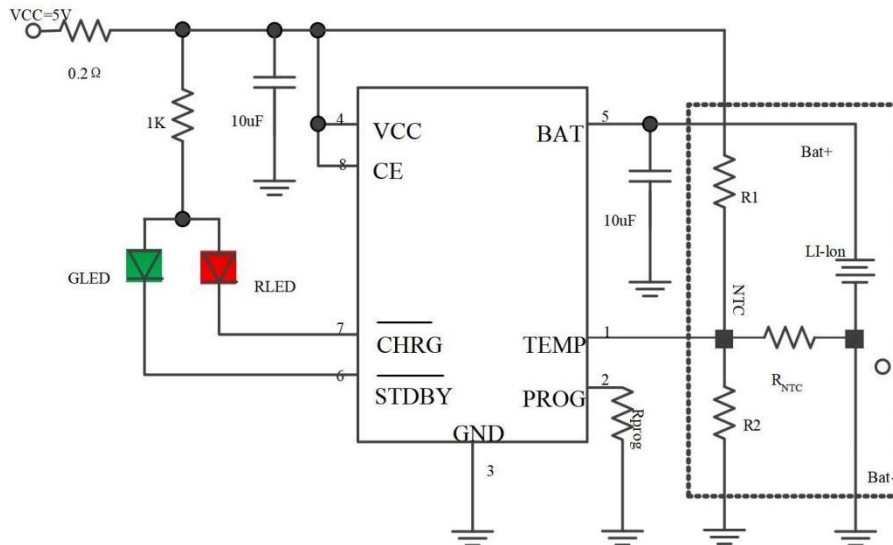 VCC=5V
0.2Ω
1K
10uF
4
VCC
8
CE
5
BAT
10uF
Bat+
R1
LI-Ion
GLED
RLED
NTC
7
CHRG
6
STDBY
1
TEMP
2
PROG
Rprog
R2
RNTC
GND
3
Bat-